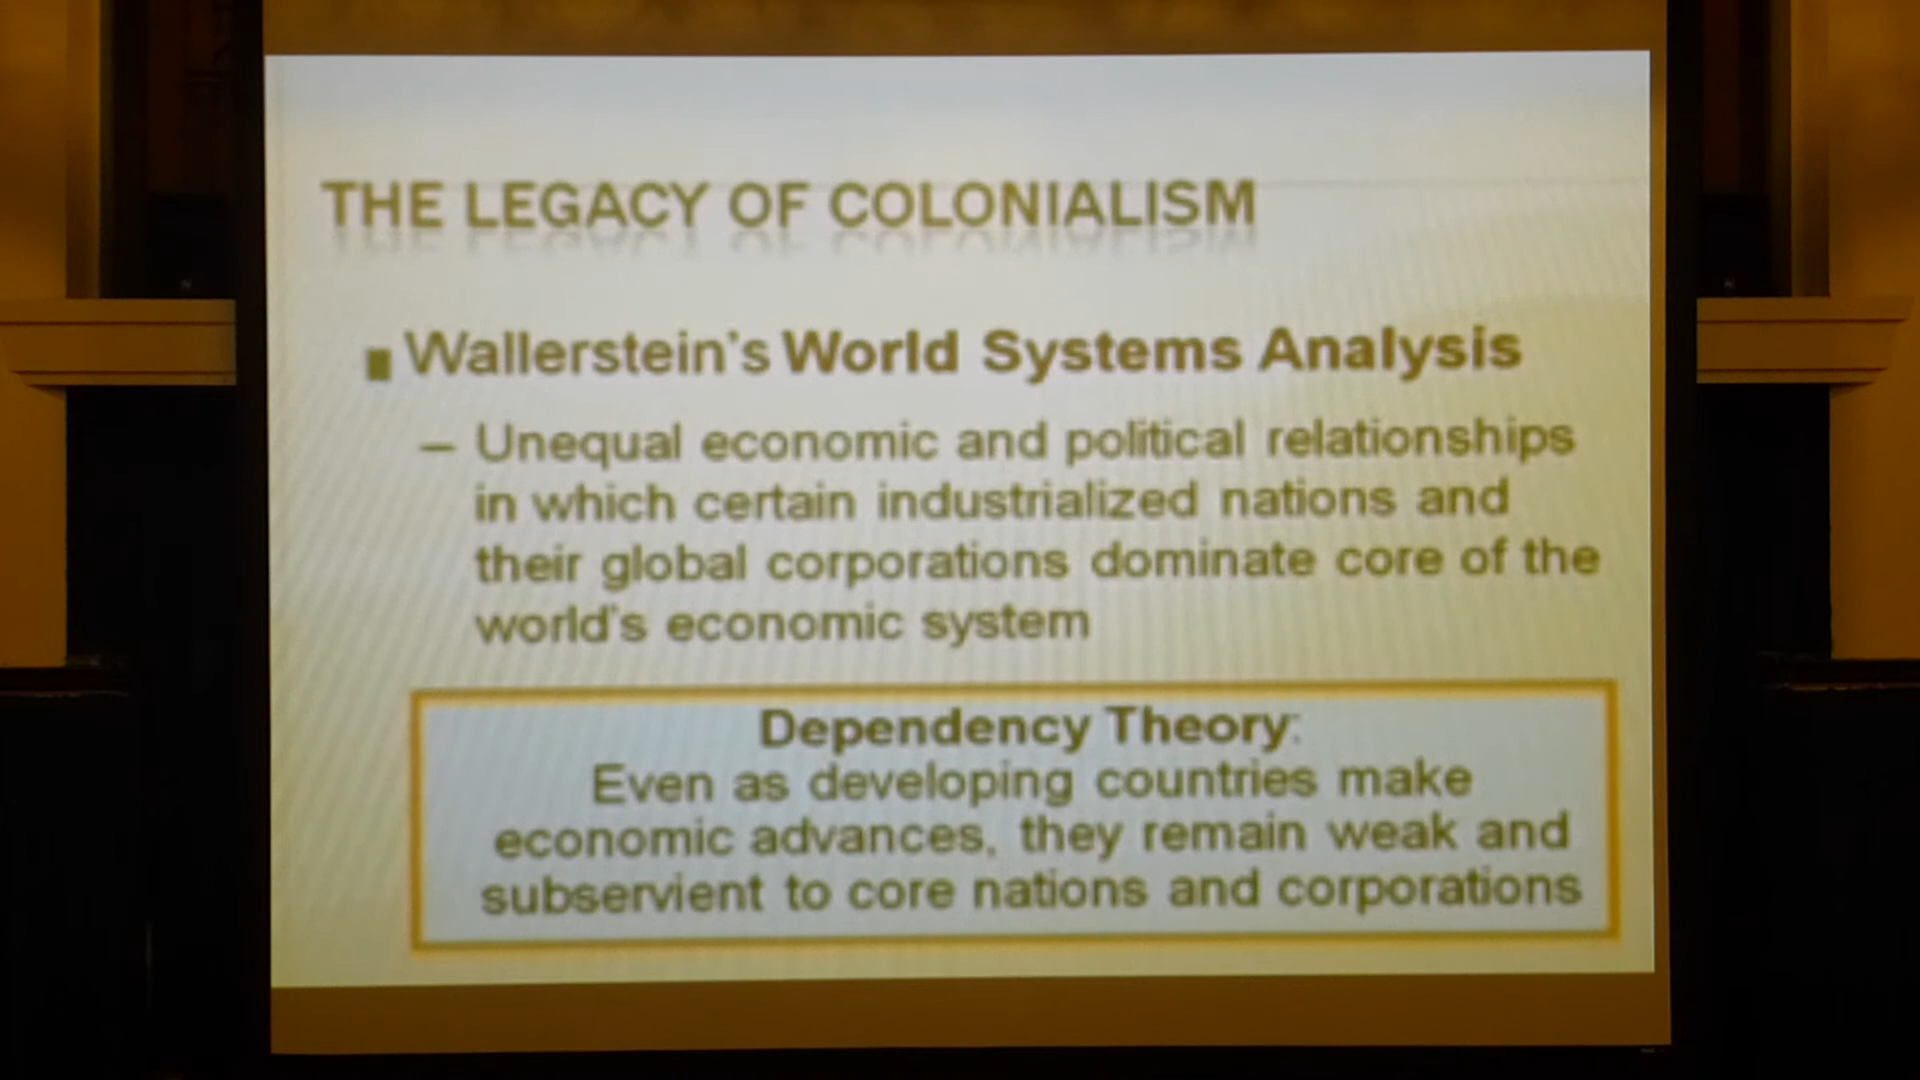 THE LEGACY OF COLONIALISM
Wallerstein's World Systems Analysis
– Unequal economic and political relationships
in which certain industrialized nations and
their global corporations dominate core of the
world's economic system
Dependency Theory:
Even as developing countries make
economic advances, they remain weak and
subservient to core nations and corporations